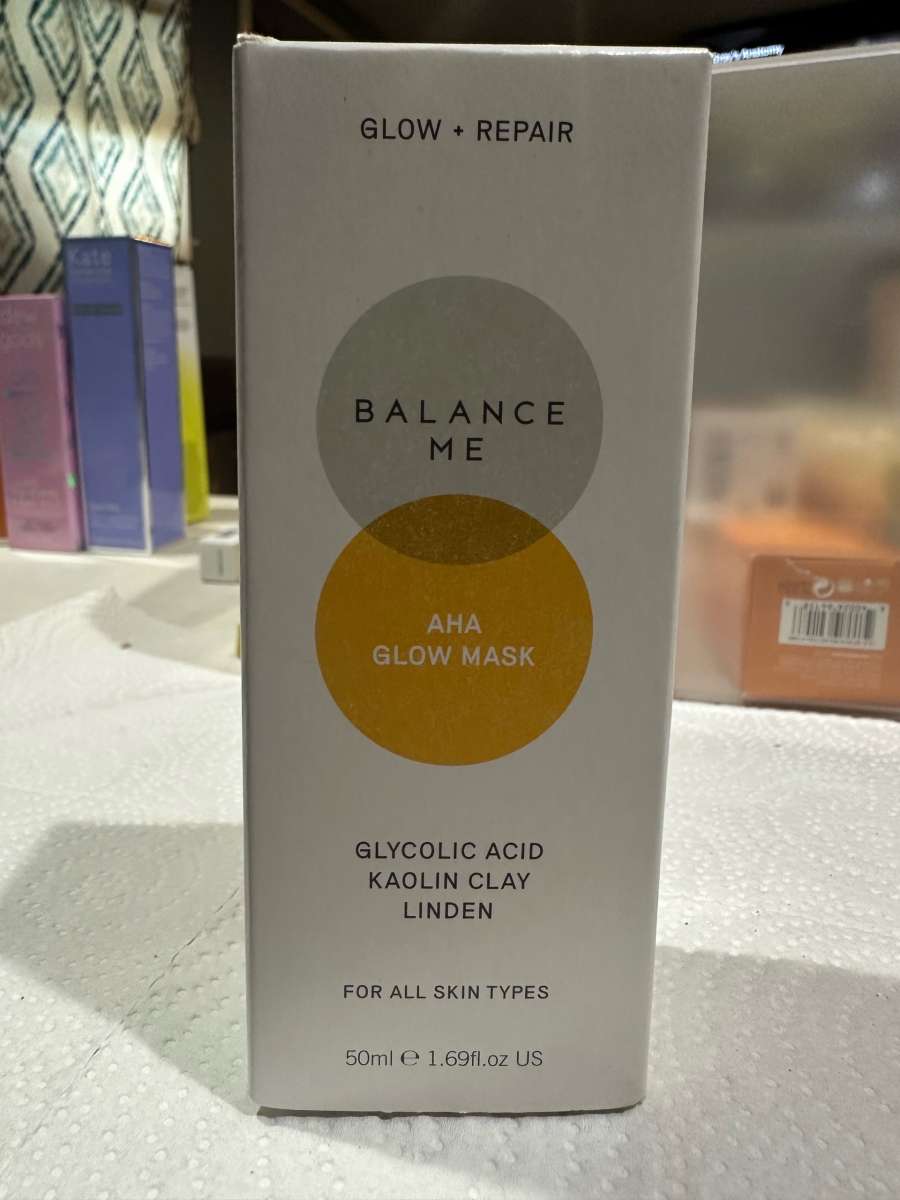 GLOW + REPAIR
BALANCE
ME
AHA
GLOW MASK
GLYCOLIC ACID
KAOLIN CLAY
LINDEN
FOR ALL SKIN TYPES
50ml ℮ 1.69fl.oz US
Kate